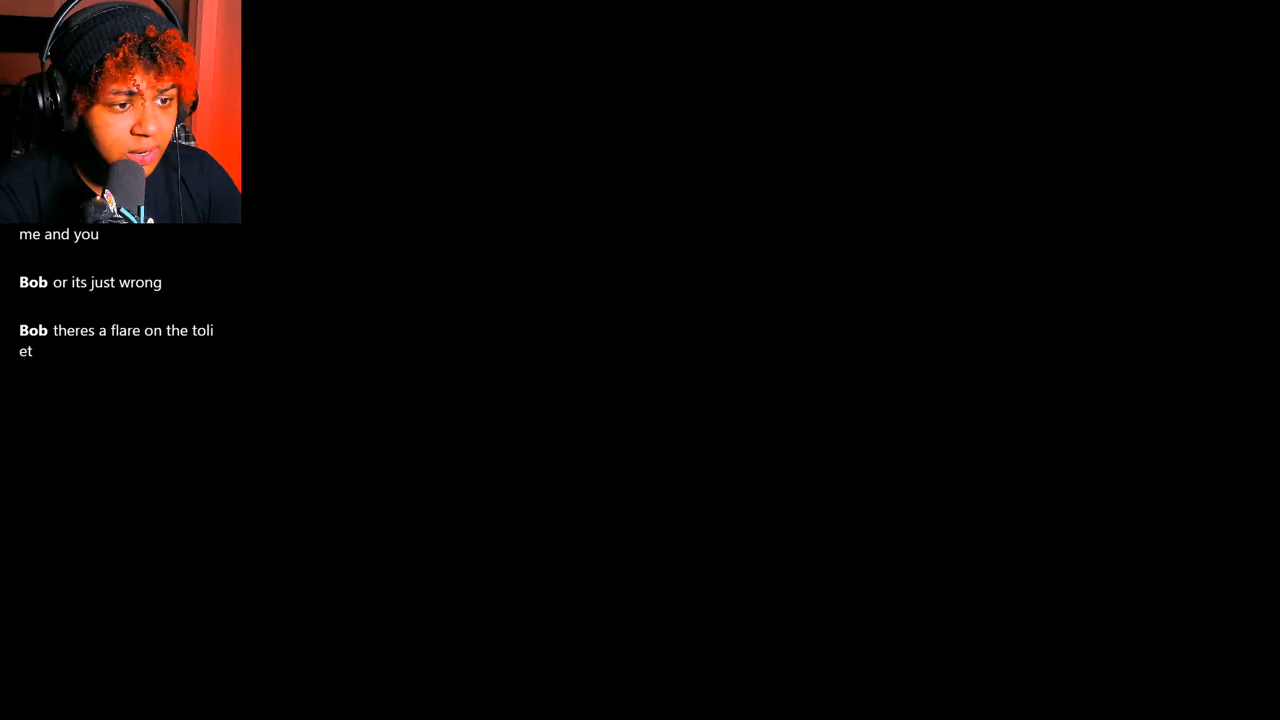 me and you
Bob or its just wrong
Bob theres a flare on the toli
et